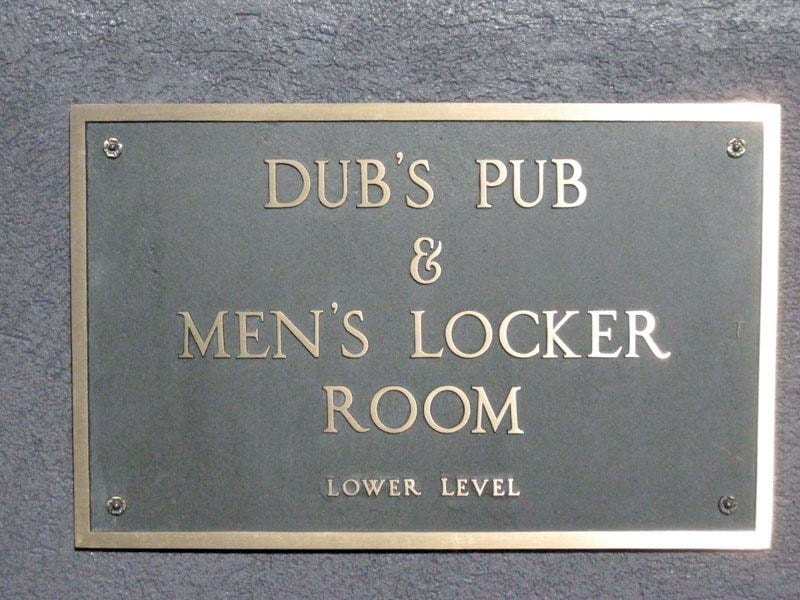 DUB'S PUB
&
MEN'S LOCKER
ROOM
LOWER LEVEL